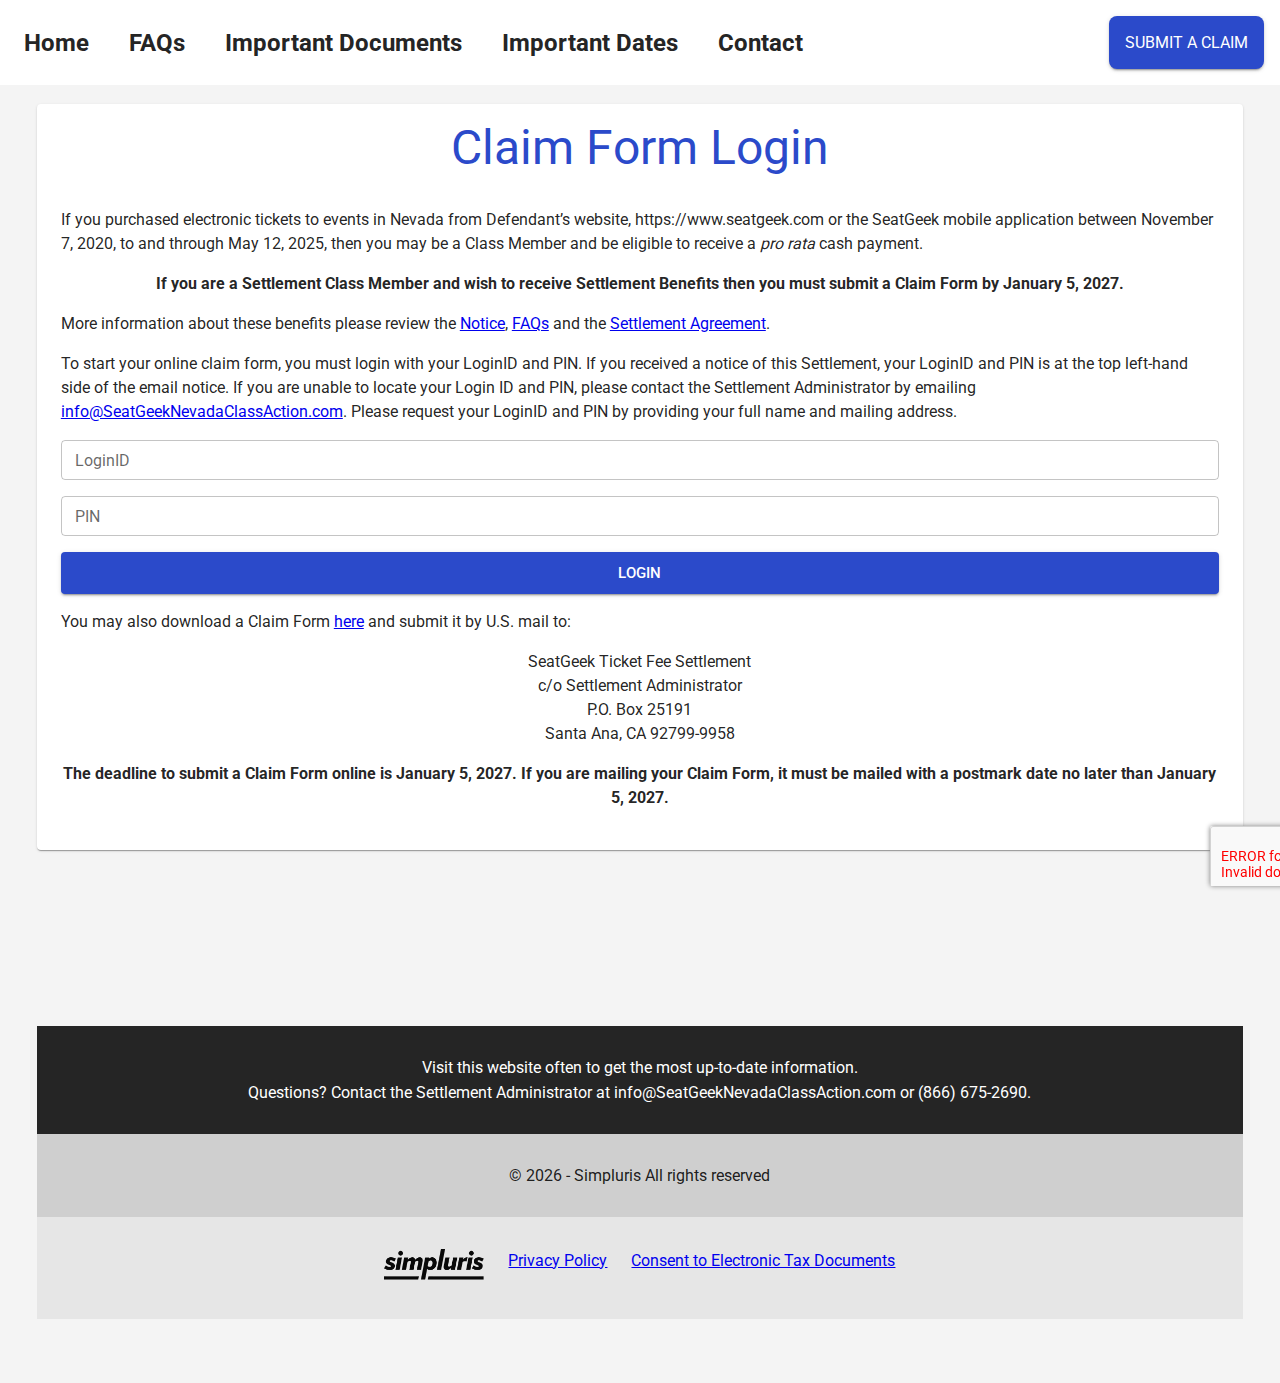 Home FAQs Important Documents Important Dates Contact SUBMIT A CLAIM
Claim Form Login
If you purchased electronic tickets to events in Nevada from Defendant’s website, https://www.seatgeek.com or the SeatGeek mobile application between November
7, 2020, to and through May 12, 2025, then you may be a Class Member and be eligible to receive a pro rata cash payment.
If you are a Settlement Class Member and wish to receive Settlement Benefits then you must submit a Claim Form by January 5, 2027.
More information about these benefits please review the Notice, FAQs and the Settlement Agreement.
To start your online claim form, you must login with your LoginID and PIN. If you received a notice of this Settlement, your LoginID and PIN is at the top left-hand
side of the email notice. If you are unable to locate your Login ID and PIN, please contact the Settlement Administrator by emailing
info@SeatGeekNevadaClassAction.com. Please request your LoginID and PIN by providing your full name and mailing address.
LoginID
PIN
LOGIN
You may also download a Claim Form here and submit it by U.S. mail to:
SeatGeek Ticket Fee Settlement
c/o Settlement Administrator
P.O. Box 25191
Santa Ana, CA 92799-9958
The deadline to submit a Claim Form online is January 5, 2027. If you are mailing your Claim Form, it must be mailed with a postmark date no later than January
5, 2027.
ERROR fo
Invalid do
Visit this website often to get the most up-to-date information.
Questions? Contact the Settlement Administrator at info@SeatGeekNevadaClassAction.com or (866) 675-2690.
© 2026 - Simpluris All rights reserved
simpluris Privacy Policy Consent to Electronic Tax Documents